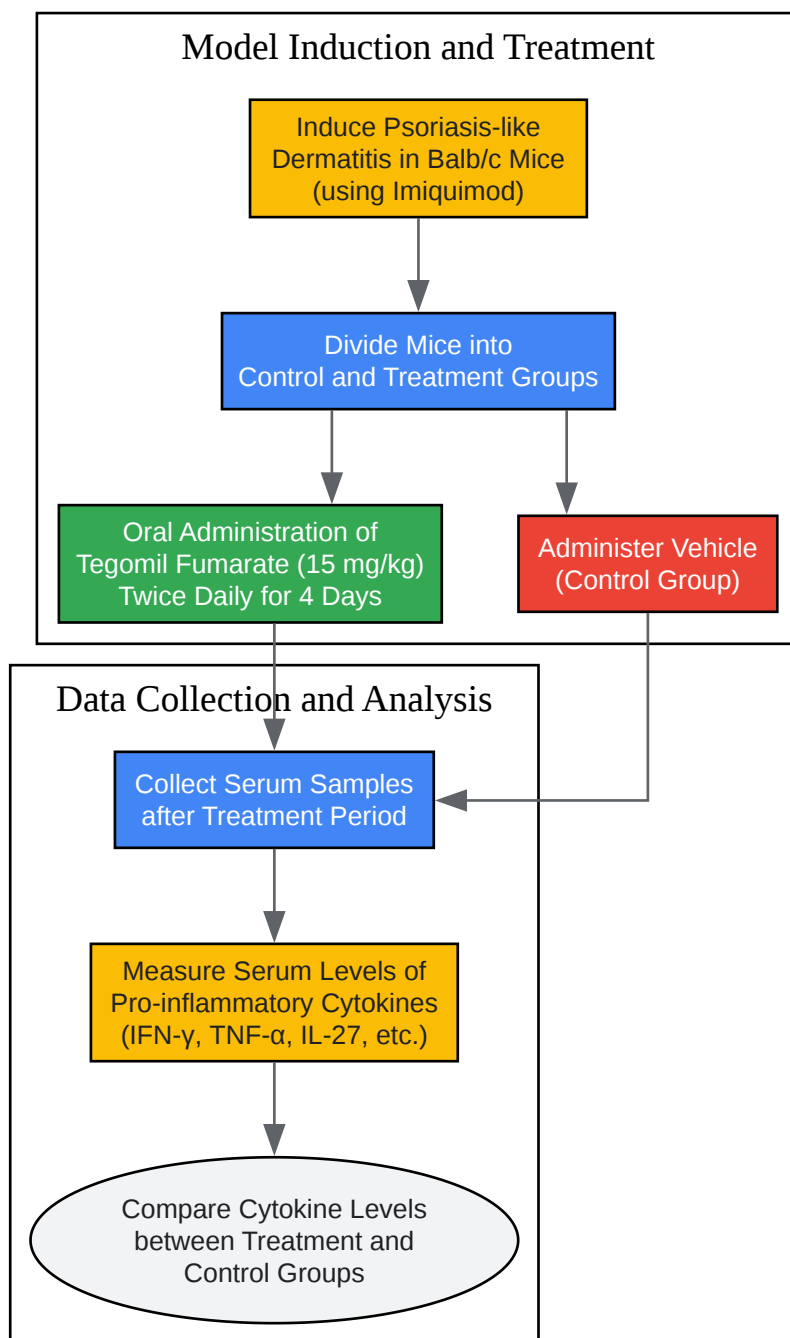 Model Induction and Treatment
Induce Psoriasis-like
Dermatitis in Balb/c Mice
(using Imiquimod)
Divide Mice into
Control and Treatment Groups
Oral Administration of
Tegomil Fumarate (15 mg/kg)
Twice Daily for 4 Days
Administer Vehicle
(Control Group)
Data Collection and Analysis
Collect Serum Samples
after Treatment Period
Measure Serum Levels of
Pro-inflammatory Cytokines
(IFN-γ, TNF-α, IL-27, etc.)
Compare Cytokine Levels
between Treatment and
Control Groups